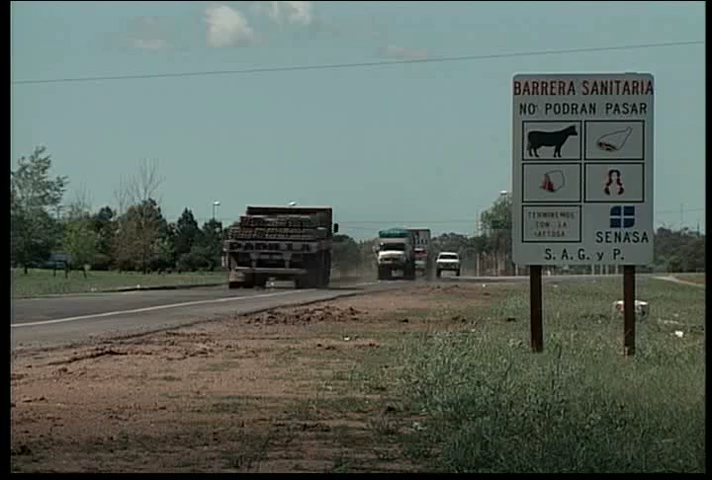 BARRERA SANITARIA
NO PODRAN PASAR
TERMINEMOS
CON LA
AFTOSA
SENASA
S. A. G. y P.
PADILLA